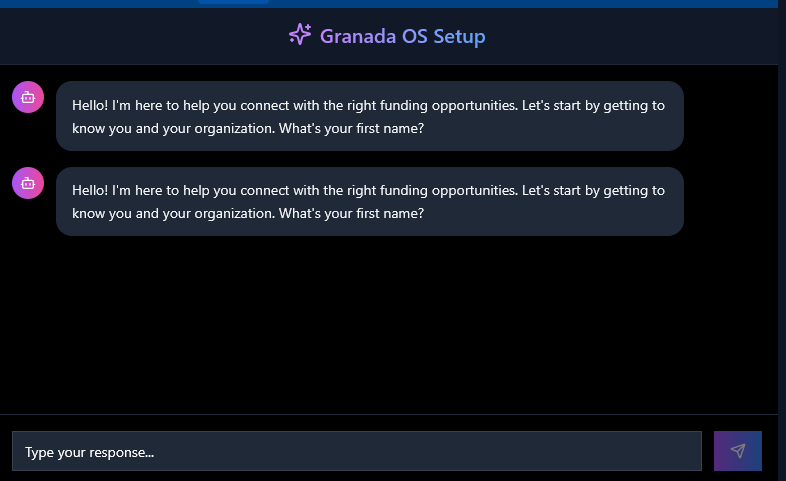 Granada OS Setup
Hello! I'm here to help you connect with the right funding opportunities. Let's start by getting to
know you and your organization. What's your first name?
Hello! I'm here to help you connect with the right funding opportunities. Let's start by getting to
know you and your organization. What's your first name?
Type your response...